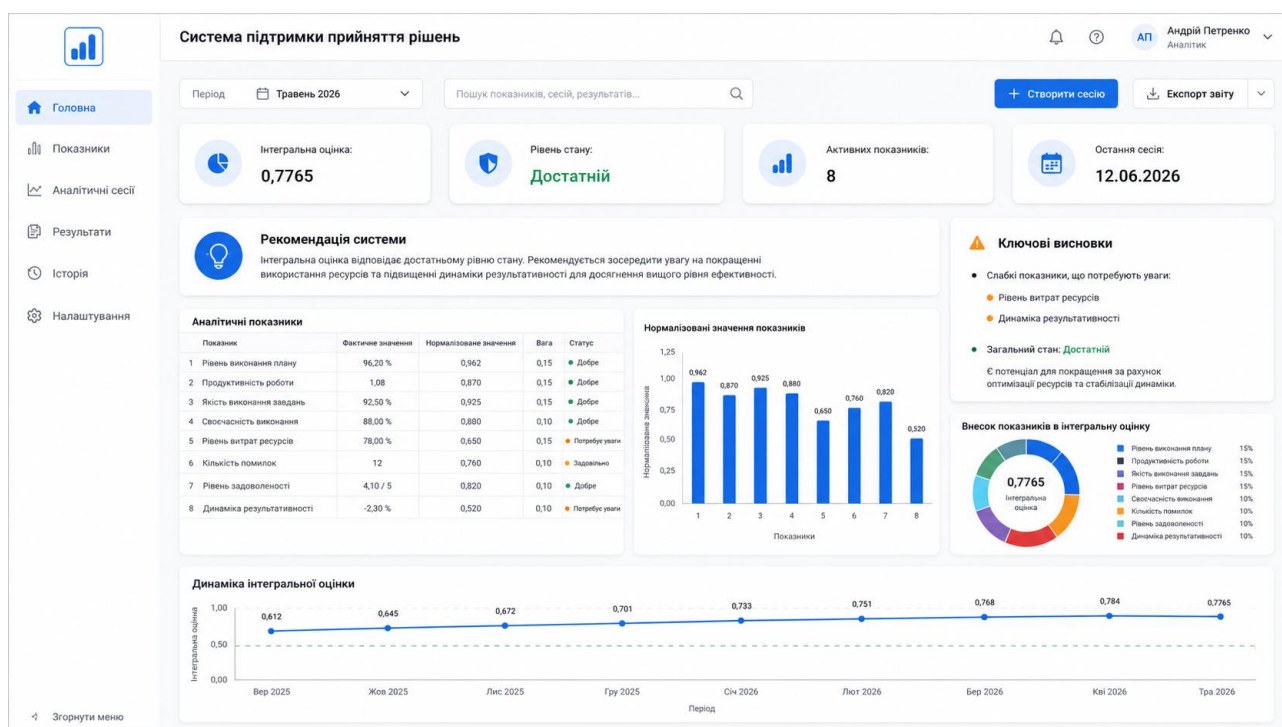 Система підтримки прийняття рішень
АП
Андрій Петренко
Аналітик
Головна
Показники
Аналітичні сесії
Результати
Історія
Налаштування
Згорнути меню
Період
Травень 2026
Пошук показників, сесій, результатів...
+ Створити сесію
Експорт звіту
Інтегральна оцінка:
0,7765
Рівень стану:
Достатній
Активних показників:
8
Остання сесія:
12.06.2026
Рекомендація системи
Інтегральна оцінка відповідає достатньому рівню стану. Рекомендується зосередити увагу на покращенні
використання ресурсів та підвищенні динаміки результативності для досягнення вищого рівня ефективності.
Ключові висновки
Слабкі показники, що потребують уваги:
Рівень витрат ресурсів
Динаміка результативності
Загальний стан: Достатній
Є потенціал для покращення за рахунок
оптимізації ресурсів та стабілізації динаміки.
Аналітичні показники
Показник Фактичне значення Нормалізоване значення Вага Статус
1 Рівень виконання плану 96,20 % 0,962 0,15 Добре
2 Продуктивність роботи 1,08 0,870 0,15 Добре
3 Якість виконання завдань 92,50 % 0,925 0,15 Добре
4 Своєчасність виконання 88,00 % 0,880 0,10 Добре
5 Рівень витрат ресурсів 78,00 % 0,650 0,15 Потребує уваги
6 Кількість помилок 12 0,760 0,10 Задовільно
7 Рівень задоволеності 4,10 / 5 0,820 0,10 Добре
8 Динаміка результативності -2,30 % 0,520 0,10 Потребує уваги
Нормалізовані значення показників
Нормалізоване значення
1,25
1,00
0,75
0,50
0,25
0,00
0,962 0,870 0,925 0,880 0,650 0,760 0,820 0,520
1 2 3 4 5 6 7 8
Показники
Внесок показників в інтегральну оцінку
0,7765
Інтегральна
оцінка
Рівень виконання плану 15%
Продуктивність роботи 15%
Якість виконання завдань 15%
Рівень витрат ресурсів 15%
Своєчасність виконання 10%
Кількість помилок 10%
Рівень задоволеності 10%
Динаміка результативності 10%
Динаміка інтегральної оцінки
Інтегральна оцінка
1,00
0,50
0,00
0,612 0,645 0,672 0,701 0,733 0,751 0,768 0,784 0,7765
Вер 2025 Жов 2025 Лис 2025 Гру 2025 Січ 2026 Лют 2026 Бер 2026 Кві 2026 Тра 2026
Період